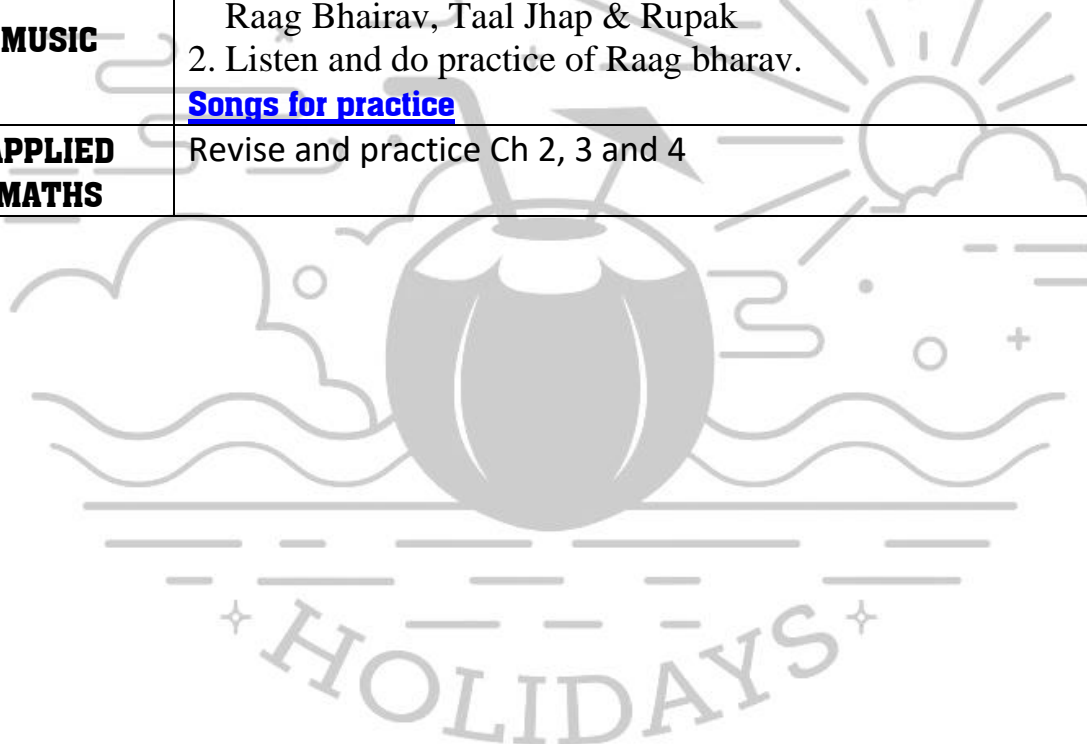 Raag Bhairav, Taal Jhap & Rupak
MUSIC
2. Listen and do practice of Raag bharav.
Songs for practice
APPLIED
MATHS
Revise and practice Ch 2, 3 and 4
HOLIDAYS